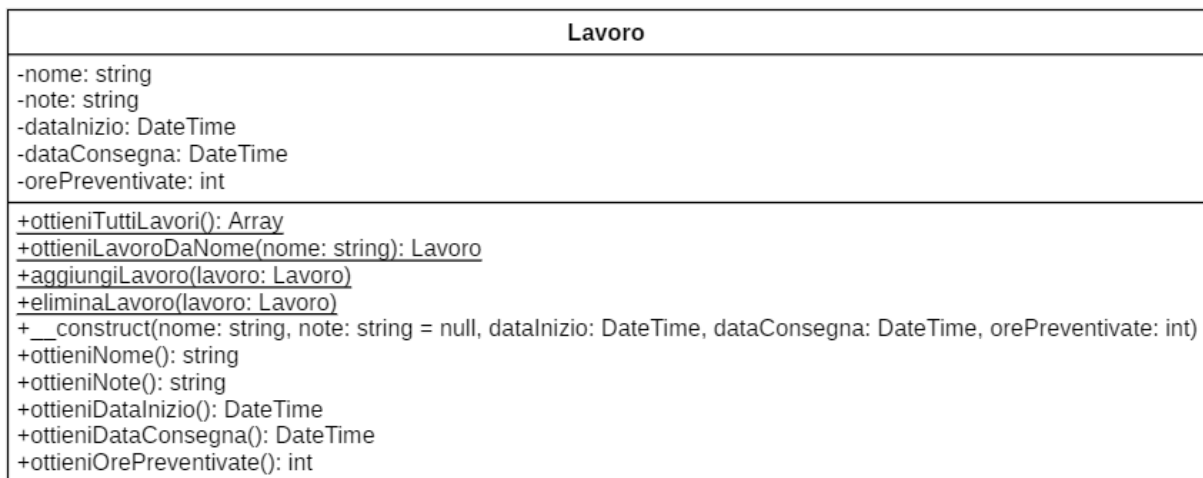 Lavoro
-nome: string
-note: string
-dataInizio: DateTime
-dataConsegna: DateTime
-orePreventivate: int
+ottieniTuttiLavori(): Array
+ottieniLavoroDaNome(nome: string): Lavoro
+aggiungiLavoro(lavoro: Lavoro)
+eliminaLavoro(lavoro: Lavoro)
+__construct(nome: string, note: string = null, dataInizio: DateTime, dataConsegna: DateTime, orePreventivate: int)
+ottieniNome(): string
+ottieniNote(): string
+ottieniDataInizio(): DateTime
+ottieniDataConsegna(): DateTime
+ottieniOrePreventivate(): int